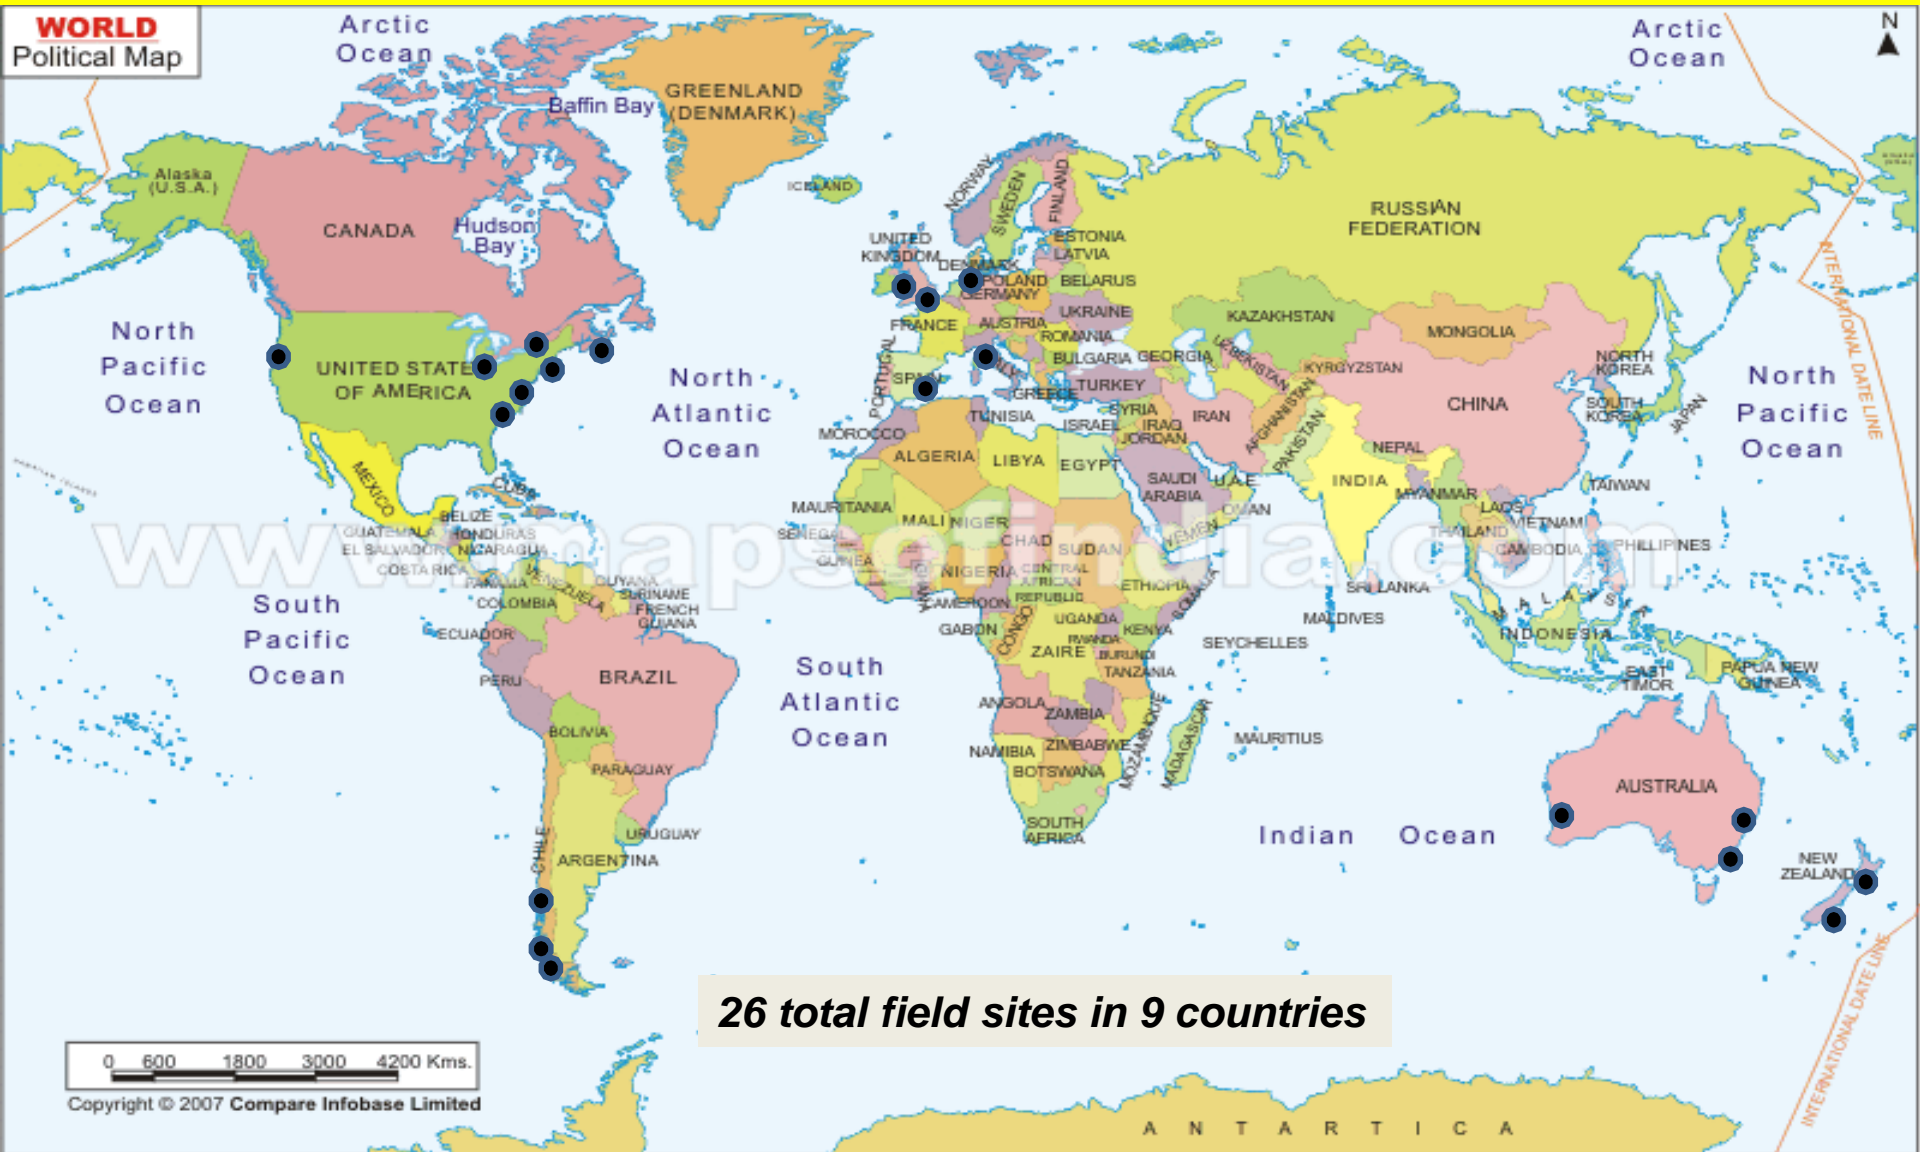 WORLD
Political Map
Arctic
Ocean
Arctic
Ocean
N
Baffin Bay
GREENLAND
(DENMARK)
Alaska
(U.S.A.)
ICELAND
CANADA
Hudson
Bay
NORWAY
SWEDEN
FINLAND
RUSSIAN
FEDERATION
UNITED
KINGDOM
ESTONIA
LATVIA
DENMARK
POLAND
BELARUS
GERMANY
UKRAINE
FRANCE
AUSTRIA
ROMANIA
KAZAKHSTAN
MONGOLIA
INTERNATIONAL DATE LINE
North
Pacific
Ocean
UNITED STATE
OF AMERICA
North
Atlantic
Ocean
PORTUGAL
SPAIN
ITALY
BULGARIA
GEORGIA
UZBEKISTAN
KYRGYZSTAN
GREECE
TURKEY
NORTH
KOREA
SOUTH
KOREA
JAPAN
North
Pacific
Ocean
CHINA
TUNISIA
SYRIA
ISRAEL
IRAQ
JORDAN
IRAN
AFGHANISTAN
PAKISTAN
MOROCCO
ALGERIA
LIBYA
EGYPT
SAUDI
ARABIA
U.A.E.
OMAN
YEMEN
NEPAL
INDIA
MYANMAR
TAIWAN
LAOS
VIETNAM
THAILAND
CAMBODIA
PHILLIPINES
HAWAIIAN ISLANDS
MEXICO
CUBA
BELIZE
GUATEMALA
HONDURAS
EL SALVADOR
NICARAGUA
COSTA RICA
PANAMA
VENEZUELA
GUYANA
SURINAME
FRENCH
GUIANA
COLOMBIA
ECUADOR
www.mapsofindia.com
MAURITANIA
MALI
NIGER
CHAD
SUDAN
SENEGAL
GUINEA
GHANA
NIGERIA
CENTRAL
AFRICAN
REPUBLIC
ETHIOPIA
SOMALIA
CAMEROON
UGANDA
GABON
CONGO
KENYA
RWANDA
ZAIRE
BURUNDI
TANZANIA
SRI LANKA
MALDIVES
SEYCHELLES
MALAYSIA
INDONESIA
EAST
TIMOR
PAPUA NEW
GUINEA
South
Pacific
Ocean
PERU
BRAZIL
BOLIVIA
PARAGUAY
CHILE
URUGUAY
ARGENTINA
South
Atlantic
Ocean
ANGOLA
ZAMBIA
NAMIBIA
ZIMBABWE
BOTSWANA
MOZAMBIQUE
MADAGASCAR
MAURITIUS
SOUTH
AFRICA
Indian Ocean
AUSTRALIA
NEW
ZEALAND
INTERNATIONAL DATE LINE
26 total field sites in 9 countries
0 600 1800 3000 4200 Kms.
Copyright © 2007 Compare Infobase Limited
ANTARTICA